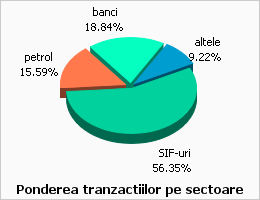 banci
18.84%
altele
9.22%
petrol
15.59%
SIF-uri
56.35%
Ponderea tranzactiilor pe sectoare